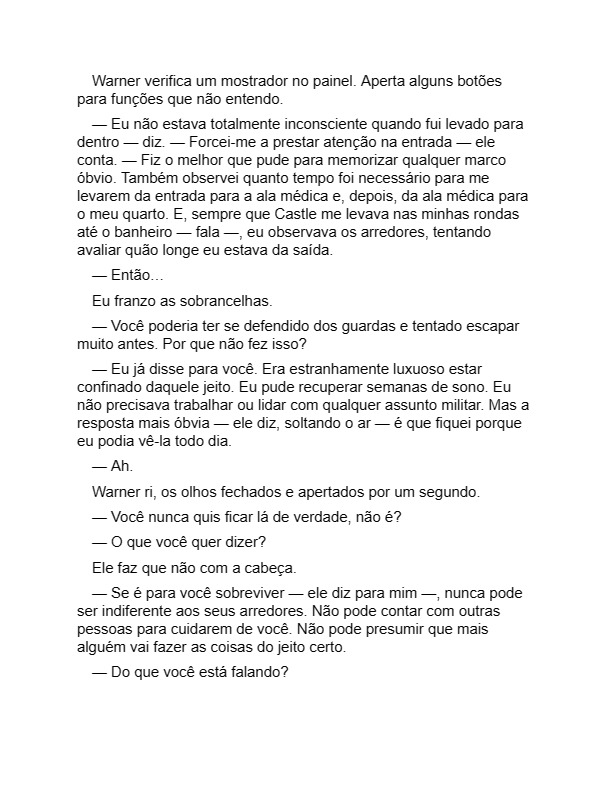 Warner verifica um mostrador no painel. Aperta alguns botões
para funções que não entendo.
— Eu não estava totalmente inconsciente quando fui levado para
dentro — diz. — Forcei-me a prestar atenção na entrada — ele
conta. — Fiz o melhor que pude para memorizar qualquer marco
óbvio. Também observei quanto tempo foi necessário para me
levarem da entrada para a ala médica e, depois, da ala médica para
o meu quarto. E, sempre que Castle me levava nas minhas rondas
até o banheiro — fala —, eu observava os arredores, tentando
avaliar quão longe eu estava da saída.
— Então…
Eu franzo as sobrancelhas.
— Você poderia ter se defendido dos guardas e tentado escapar
muito antes. Por que não fez isso?
— Eu já disse para você. Era estranhamente luxuoso estar
confinado daquele jeito. Eu pude recuperar semanas de sono. Eu
não precisava trabalhar ou lidar com qualquer assunto militar. Mas a
resposta mais óbvia — ele diz, soltando o ar — é que fiquei porque
eu podia vê-la todo dia.
— Ah.
Warner ri, os olhos fechados e apertados por um segundo.
— Você nunca quis ficar lá de verdade, não é?
— O que você quer dizer?
Ele faz que não com a cabeça.
— Se é para você sobreviver — ele diz para mim —, nunca pode
ser indiferente aos seus arredores. Não pode contar com outras
pessoas para cuidarem de você. Não pode presumir que mais
alguém vai fazer as coisas do jeito certo.
— Do que você está falando?